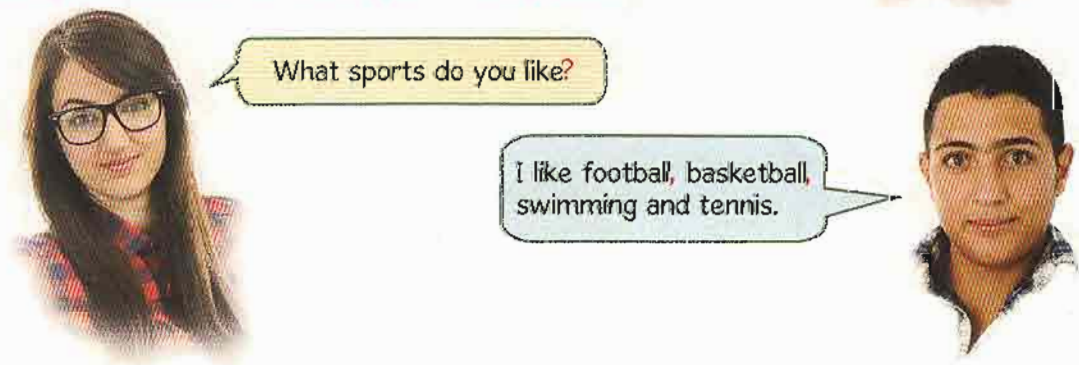 What sports do you like?
I like football, basketball,
swimming and tennis.